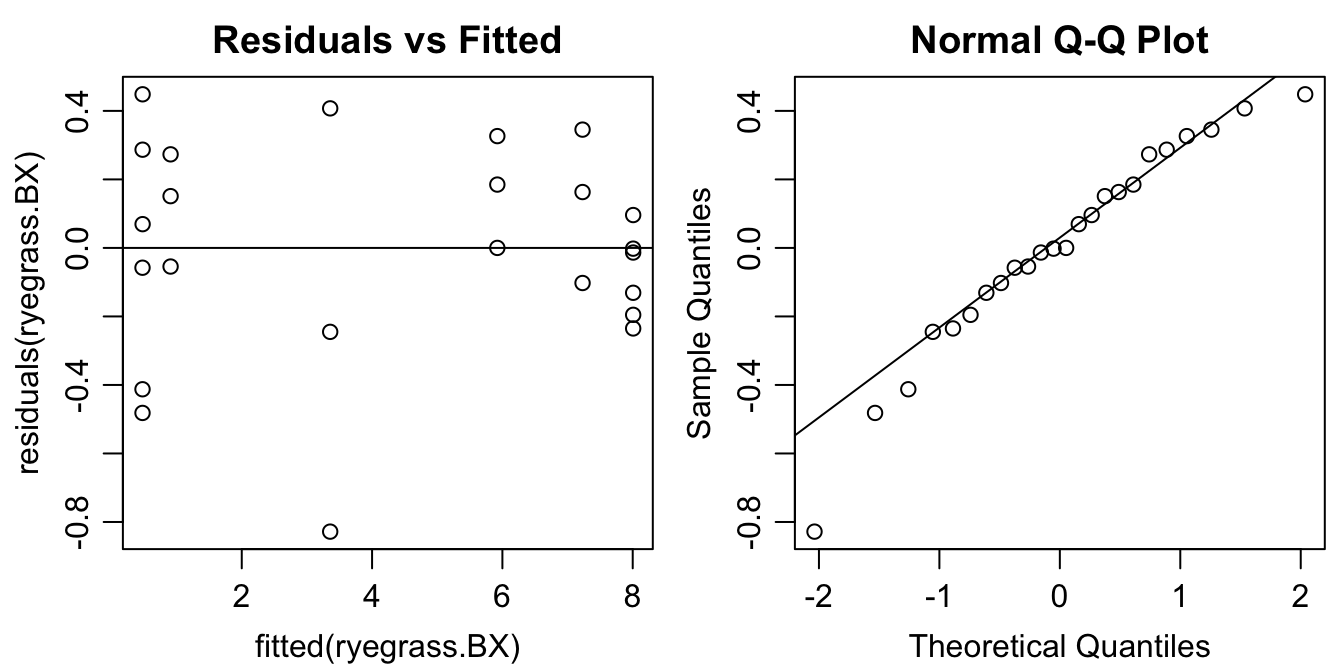 Residuals vs Fitted
residuals(ryegrass.BX)
0.4
0.0
-0.4
-0.8
2 4 6 8
fitted(ryegrass.BX)
Normal Q-Q Plot
Sample Quantiles
0.4
0.0
-0.4
-0.8
-2 -1 0 1 2
Theoretical Quantiles